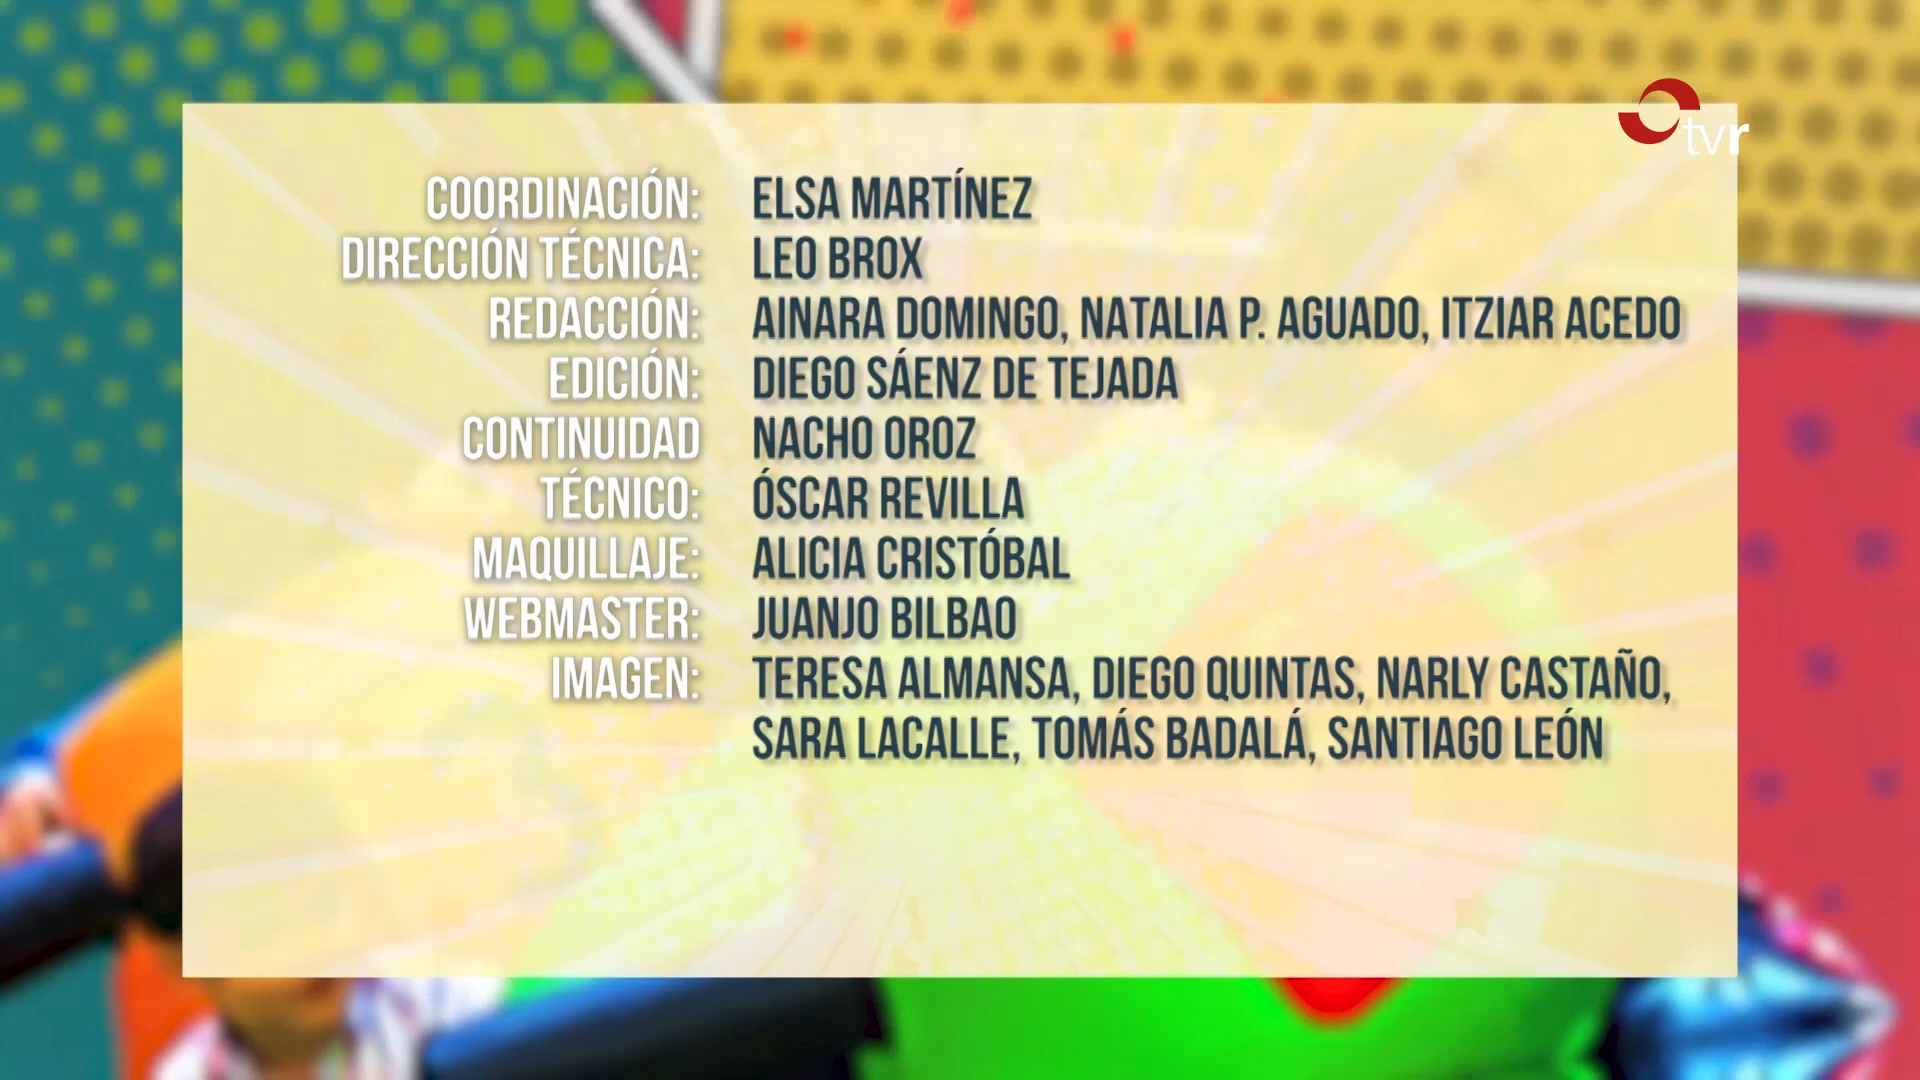 tvr
COORDINACIÓN: ELSA MARTÍNEZ
DIRECCIÓN TÉCNICA: LEO BROX
REDACCIÓN: AINARA DOMINGO, NATALIA P. AGUADO, ITZIAR ACEDO
EDICIÓN: DIEGO SÁENZ DE TEJADA
CONTINUIDAD NACHO OROZ
TÉCNICO: ÓSCAR REVILLA
MAQUILLAJE: ALICIA CRISTÓBAL
WEBMASTER: JUANJO BILBAO
IMAGEN: TERESA ALMANSA, DIEGO QUINTAS, NARLY CASTAÑO,
SARA LACALLE, TOMÁS BADALÁ, SANTIAGO LEÓN